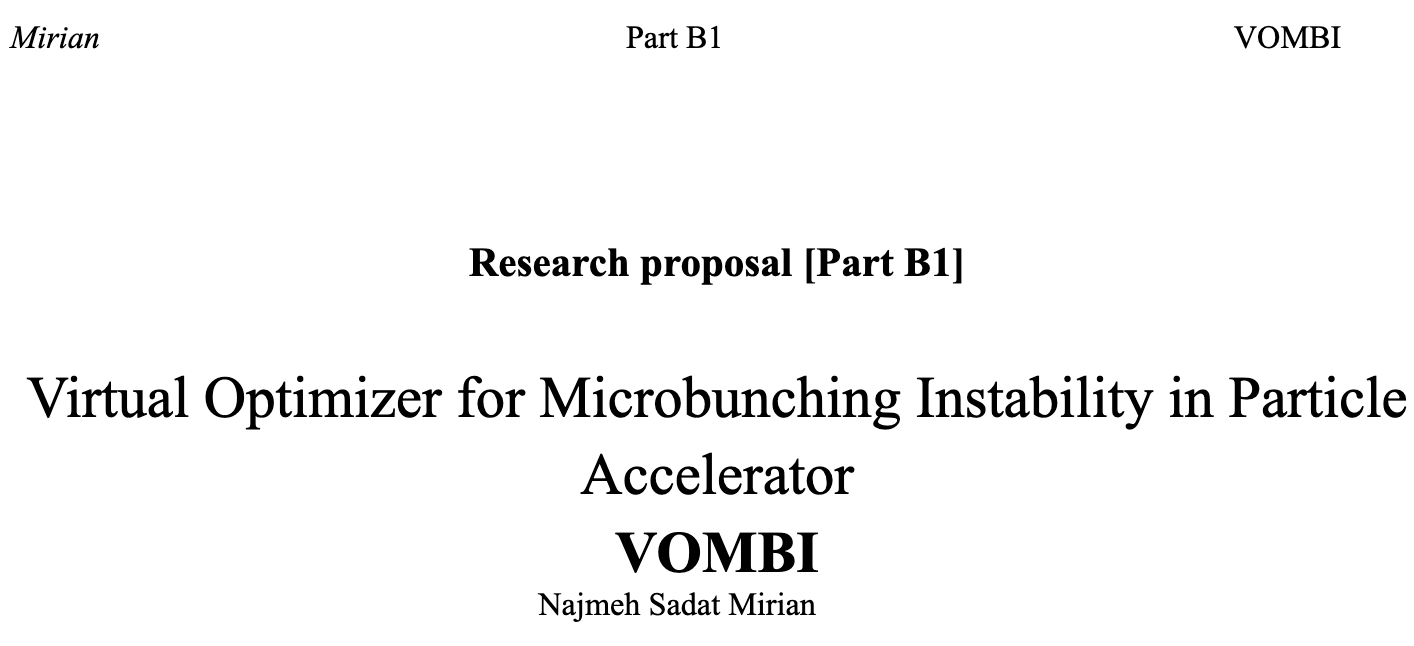 Mirian Part B1 VOMBI
Research proposal [Part B1]
Virtual Optimizer for Microbunching Instability in Particle
Accelerator
VOMBI
Najmeh Sadat Mirian